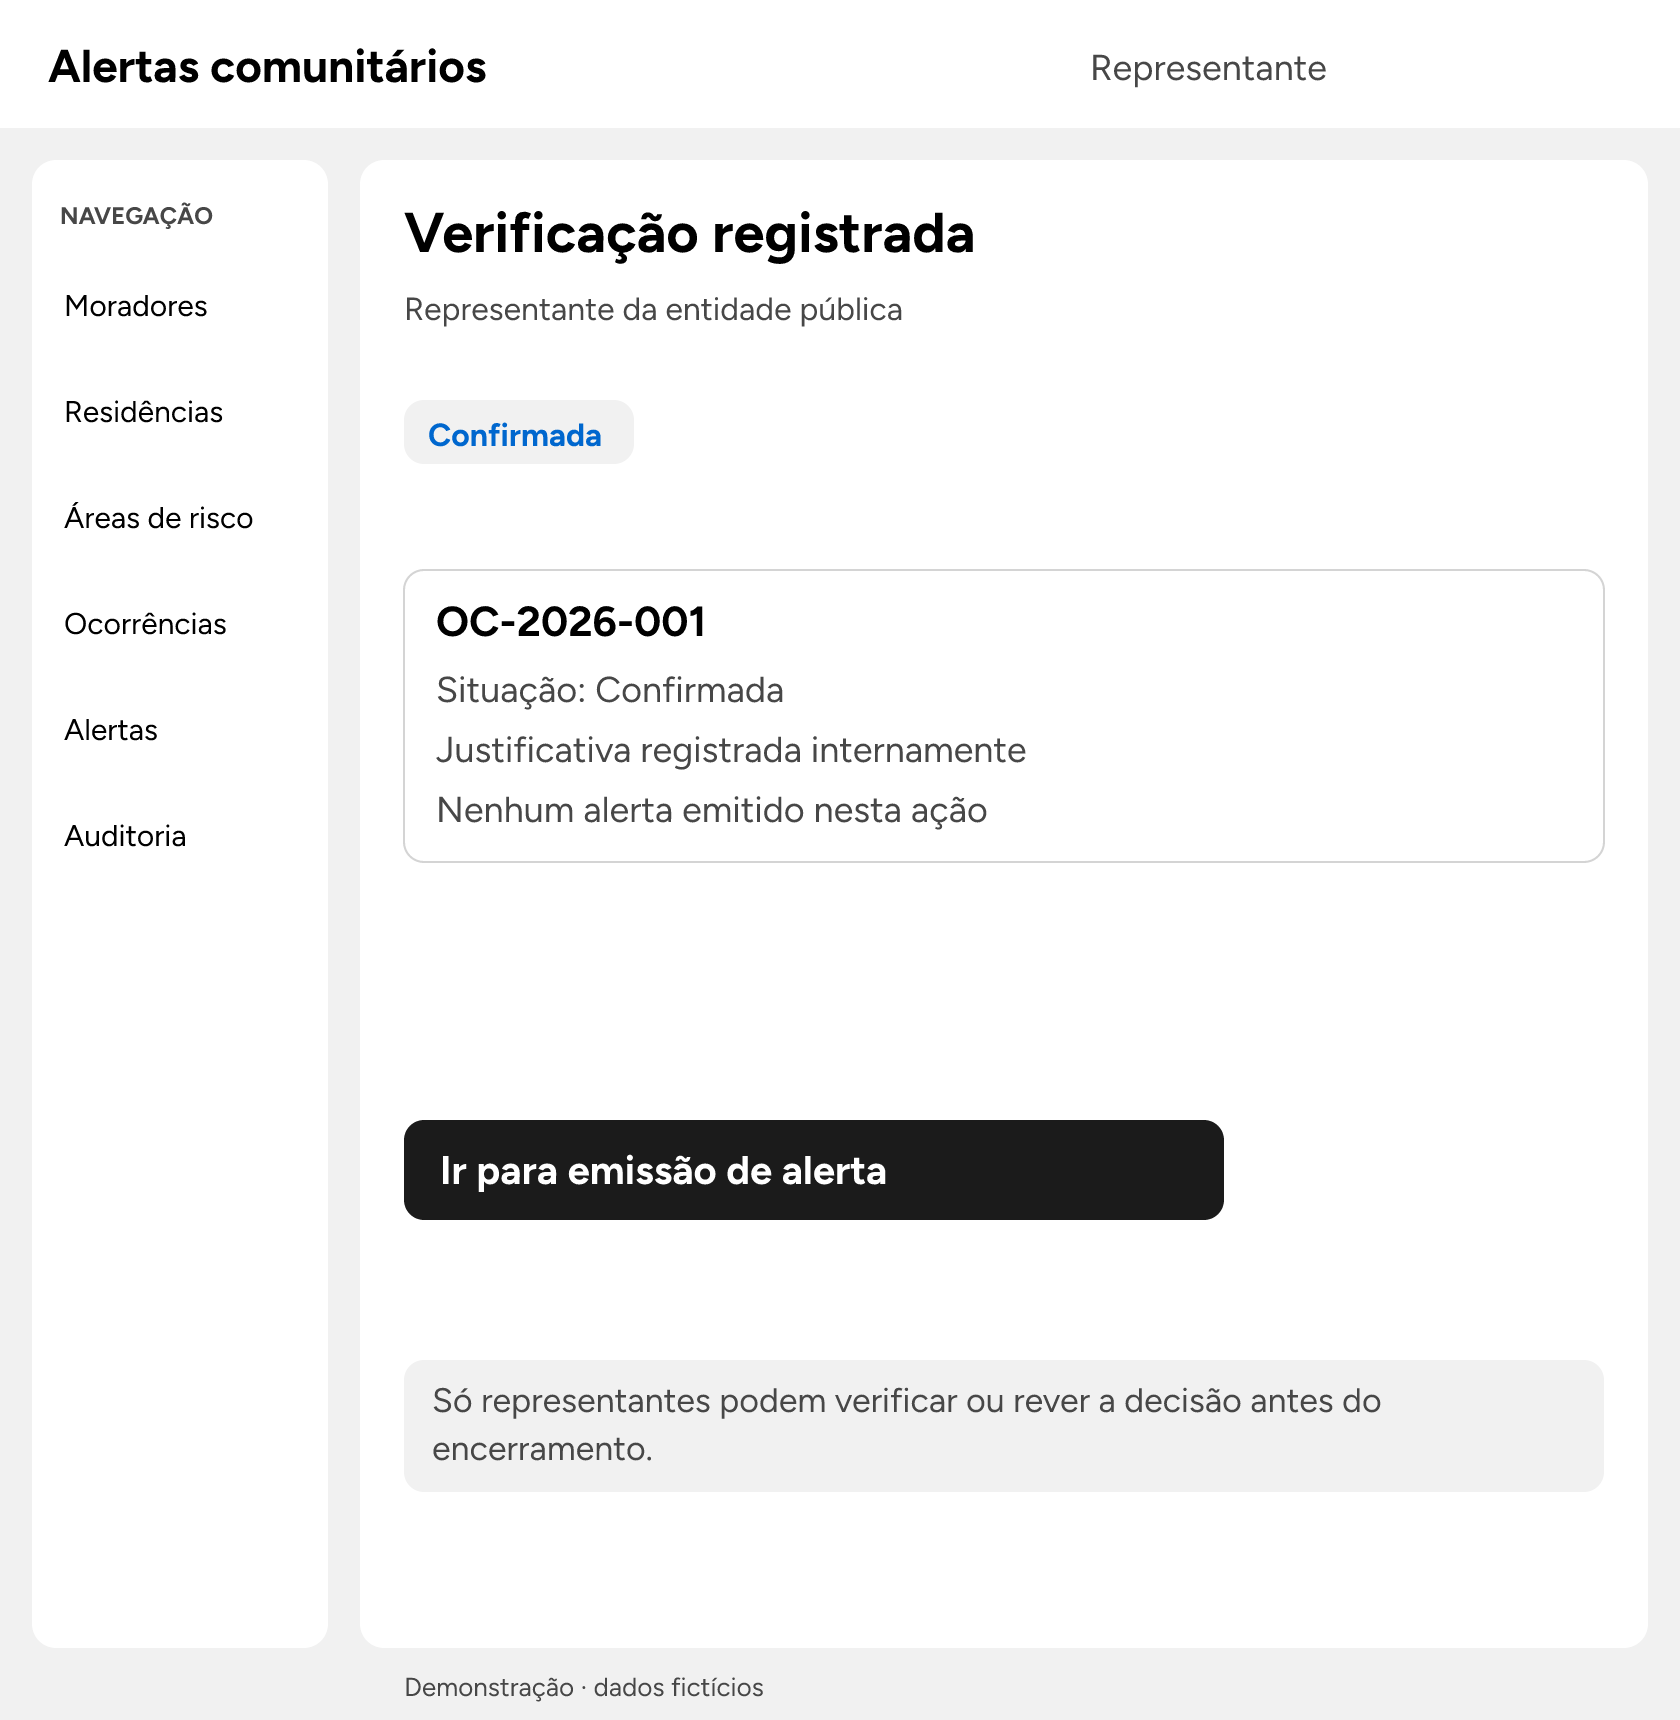 Alertas comunitários
Representante
NAVEGAÇÃO
Moradores
Residências
Áreas de risco
Ocorrências
Alertas
Auditoria
Verificação registrada
Representante da entidade pública
Confirmada
OC-2026-001
Situação: Confirmada
Justificativa registrada internamente
Nenhum alerta emitido nesta ação
Ir para emissão de alerta
Só representantes podem verificar ou rever a decisão antes do
encerramento.
Demonstração · dados fictícios